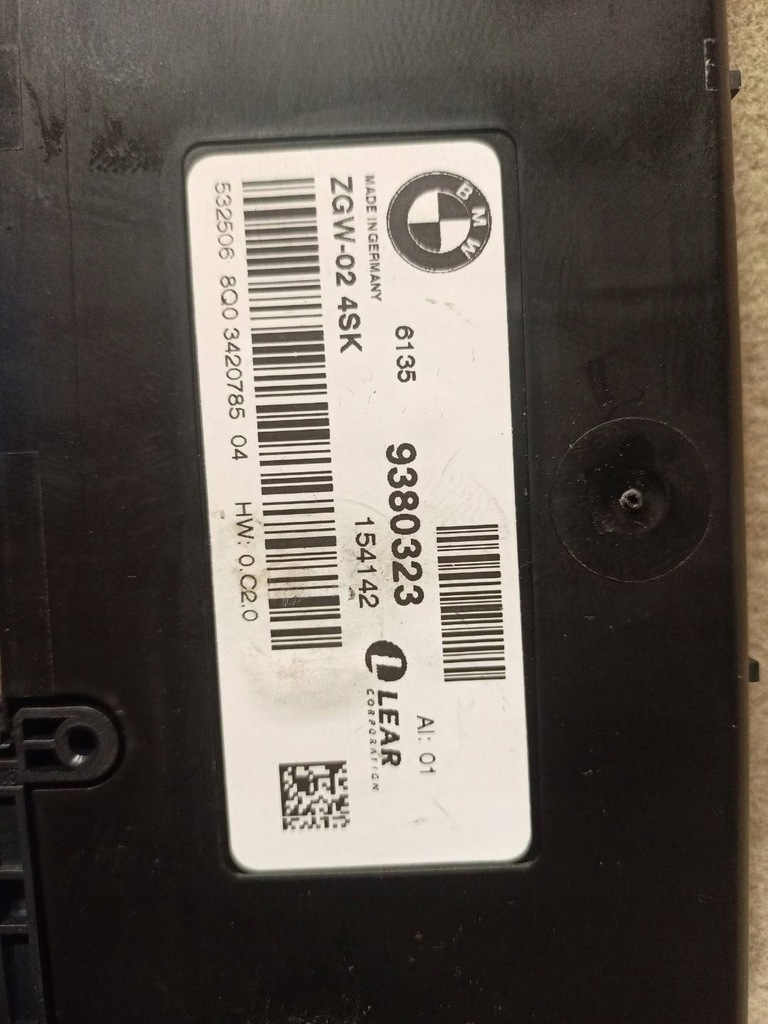 BMW
6135 9380323 AI: 01
154142
MADE IN GERMANY
LEAR
CORPORATION
ZGW-02 4SK
532506 8Q0 3420785 04 HW: 0.C2.0